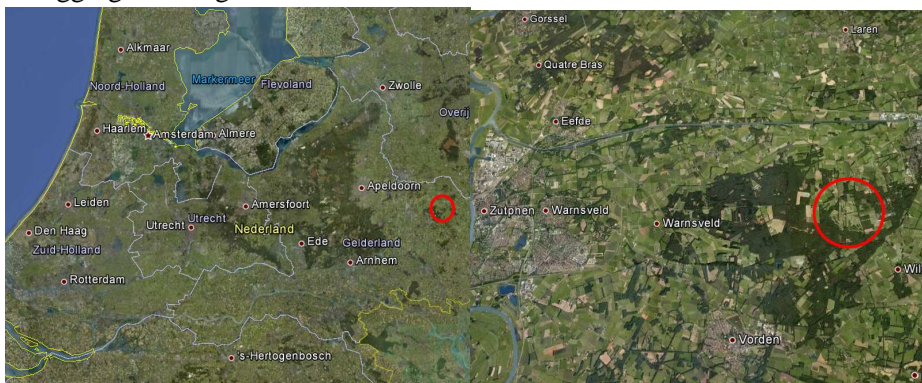 Alkmaar
Noord-Holland
Markermeer
Flevoland
Zwolle
Overij
Haarlem
Amsterdam
Almere
Apeldoorn
Leiden
Amersfoort
Utrecht
Utrecht
Nederland
Den Haag
Zuid-Holland
Ede
Gelderland
Arnhem
Rotterdam
's-Hertogenbosch
Gorssel
Laren
Quatre Bras
Eefde
Zutphen
Warnsveld
Warnsveld
Wil
Vorden